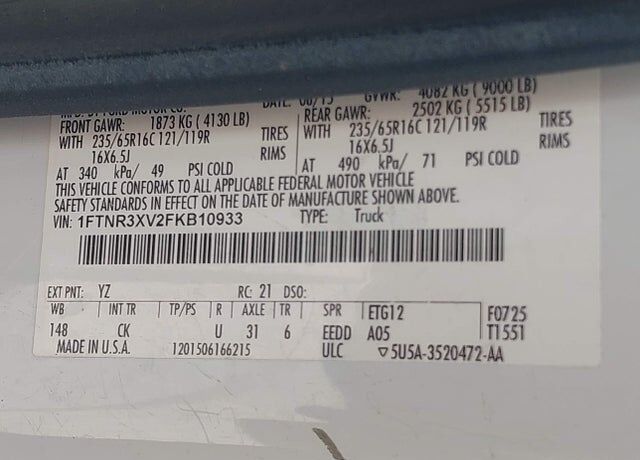 MFD. BY FORD MOTOR CO. DATE: 06/15 GVWR: 4082 KG ( 9000 LB)
FRONT GAWR: 1873 KG ( 4130 LB) REAR GAWR: 2502 KG ( 5515 LB)
WITH 235/65R16C 121/119R TIRES WITH 235/65R16C 121/119R TIRES
16X6.5J RIMS 16X6.5J RIMS
AT 340 kPa/ 49 PSI COLD AT 490 kPa/ 71 PSI COLD
THIS VEHICLE CONFORMS TO ALL APPLICABLE FEDERAL MOTOR VEHICLE
SAFETY STANDARDS IN EFFECT ON THE DATE OF MANUFACTURE SHOWN ABOVE.
VIN: 1FTNR3XV2FKB10933 TYPE: Truck
EXT PNT: YZ RC: 21 DSO:
WB INT TR TP/PS R AXLE TR SPR ETG12 F0725
148 CK U 31 6 EEDD A05 T1551
MADE IN U.S.A. 1201506166215 ULC ▽5U5A-3520472-AA